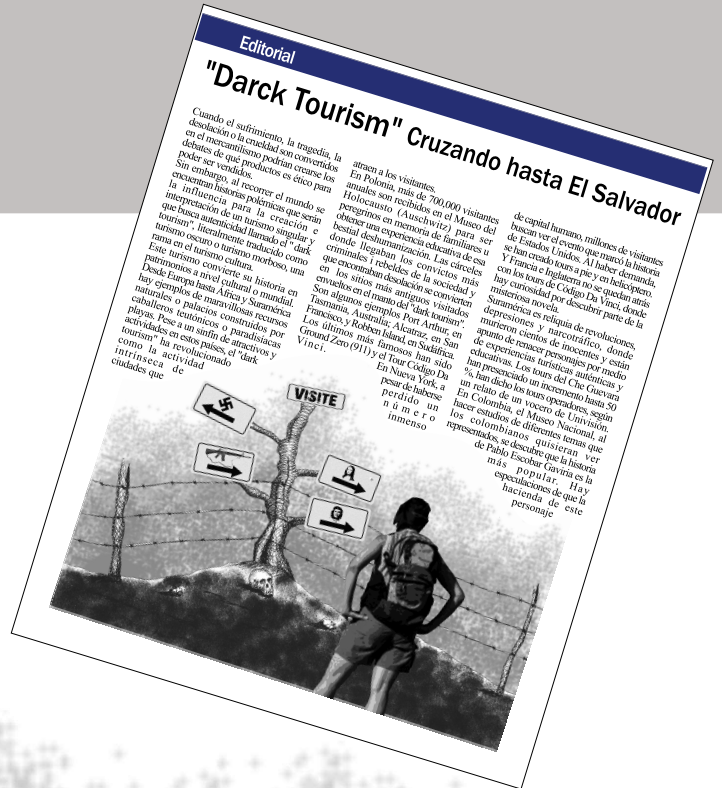 Editorial
"Darck Tourism" Cruzando hasta El Salvador
Cuando el sufrimiento, la tragedia, la
desolación o la crueldad son convertidos
en el mercantilismo podrían crearse los
debates de qué productos es ético para
poder ser vendidos.
Sin embargo, al recorrer el mundo se
encuentran historias polémicas que serán
la influencia para la creación e
interpretación de un turismo singular y
que busca autenticidad llamado el "dark
tourism", literalmente traducido como
turismo oscuro o turismo morboso, una
rama en el turismo cultura.
Este turismo convierte su historia en
patrimonios a nivel cultural o mundial.
Desde Europa hasta África y Suramérica
hay ejemplos de maravillosas recursos
naturales o palacios construidos por
caballeros teutónicos o paradisiacas
playas. Pese a un sinfín de atractivos y
actividades en estos países, el "dark
tourism" ha revolucionado
como la actividad
intrínseca de
ciudades que
atraen a los visitantes.
En Polonia, más de 700,000 visitantes
anuales son recibidos en el Museo del
Holocausto (Auschwitz) para ser
peregrinos en memoria de familiares u
obtener una experiencia educativa de esa
bestial deshumanización. Las cárceles
donde llegaban los convictos más
criminales i rebeldes de la sociedad y
que encontraban desolación se convierten
en los sitios más antiguos visitados
envueltos en el manto del "dark tourism".
Son algunos ejemplos Port Arthur, en
Tasmania, Australia; Alcatraz, en San
Francisco, y Robben Island, en Sudáfrica.
Los últimos más famosos han sido
Ground Zero (911) y el Tour Código Da
Vinci.
En Nueva York, a
pesar de haberse
perdido un
número
inmenso
de capital humano, millones de visitantes
buscan ver el evento que marcó la historia
de Estados Unidos. Al haber demanda,
se han creado tours a pie y en helicóptero.
Y Francia e Inglaterra no se quedan atrás
con los tours de Código Da Vinci, donde
hay curiosidad por descubrir parte de la
misteriosa novela.
Suramérica es reliquia de revoluciones,
depresiones y narcotráfico, donde
murieron cientos de inocentes y están
apunto de renacer personajes por medio
de experiencias turísticas auténticas y
educativas. Los tours del Che Guevara
han presenciado un incremento hasta 50
%, han dicho los tours operadores, según
un relato de un vocero de Univisión.
En Colombia, el Museo Nacional, al
hacer estudios de diferentes temas que
los colombianos quisieran ver
representados, se descubre que la historia
de Pablo Escobar Gaviria es la
más popular. Hay
especulaciones de que la
hacienda de este
personaje
VISITE